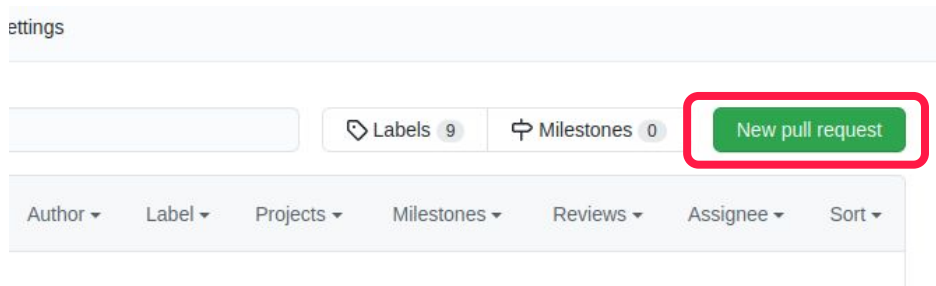 ettings
Labels 9 Milestones 0 New pull request
Author Label Projects Milestones Reviews Assignee Sort